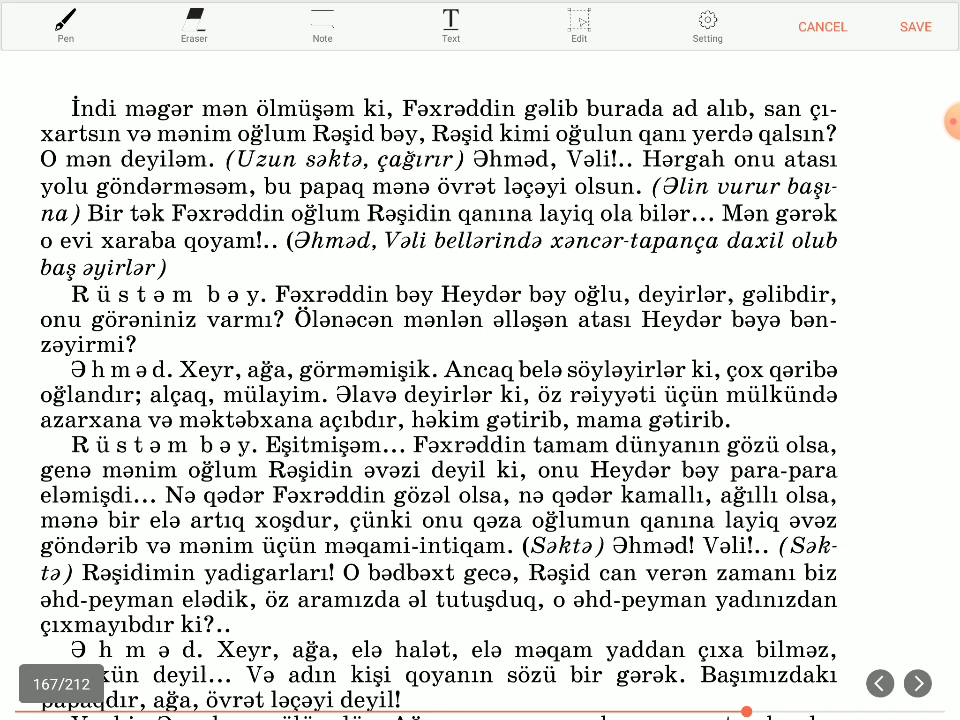 Pen
Eraser
Note
Text
Edit
Setting
CANCEL
SAVE
İndi məgər mən ölmüşəm ki, Fəxrəddin gəlib burada ad alıb, san çı-
xartsın və mənim oğlum Rəşid bəy, Rəşid kimi oğulun qanı yerdə qalsın?
O mən deyiləm. (Uzun səktə, çağırır) Əhməd, Vəli!.. Hərgah onu atası
yolu göndərməsəm, bu papaq mənə övrət ləçəyi olsun. (Əlin vurur başı-
na) Bir tək Fəxrəddin oğlum Rəşidin qanına layiq ola bilər... Mən gərək
o evi xaraba qoyam!.. (Əhməd, Vəli bellərində xəncər-tapança daxil olub
baş əyirlər)
Rüstəm bəy. Fəxrəddin bəy Heydər bəy oğlu, deyirlər, gəlibdir,
onu görəniniz varmı? Ölənəcən mənlən əlləşən atası Heydər bəyə bən-
zəyirmi?
Əhməd. Xeyr, ağa, görməmişik. Ancaq belə söyləyirlər ki, çox qəribə
oğlandır; alçaq, mülayim. Əlavə deyirlər ki, öz rəiyyəti üçün mülkündə
azarxana və məktəbxana açıbdır, həkim gətirib, mama gətirib.
Rüstəm bəy. Eşitmişəm... Fəxrəddin tamam dünyanın gözü olsa,
genə mənim oğlum Rəşidin əvəzi deyil ki, onu Heydər bəy para-para
eləmişdi... Nə qədər Fəxrəddin gözəl olsa, nə qədər kamallı, ağıllı olsa,
mənə bir elə artıq xoşdur, çünki onu qəza oğlumun qanına layiq əvəz
göndərib və mənim üçün məqami-intiqam. (Səktə) Əhməd! Vəli!.. (Sək-
tə) Rəşidimin yadigarları! O bədbəxt gecə, Rəşid can verən zamanı biz
əhd-peyman elədik, öz aramızda əl tutuşduq, o əhd-peyman yadınızdan
çıxmayıbdır ki?..
Əhməd. Xeyr, ağa, elə halət, elə məqam yaddan çıxa bilməz,
deyil... Və adın kişi qoyanın sözü bir gərək. Başımızdakı
papaqdır, ağa, övrət ləçəyi deyil!
167/212